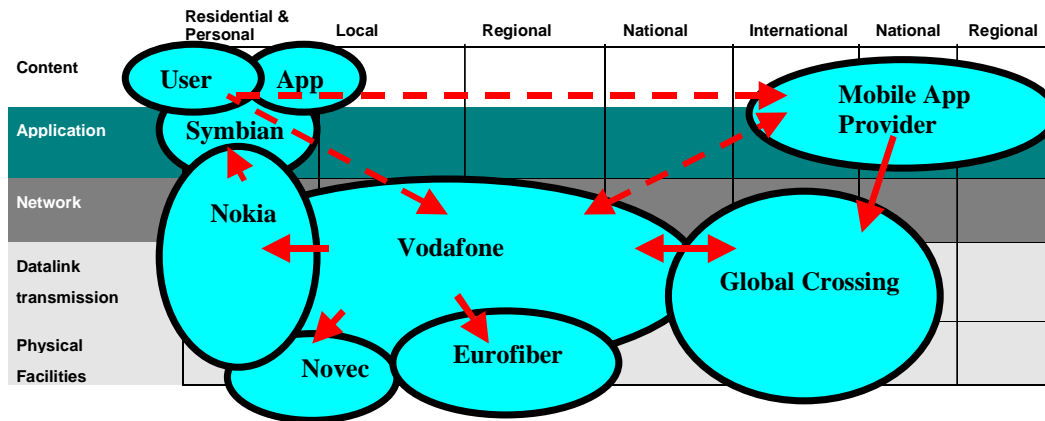 Residential &
Personal
Local
Regional
National
International
National
Regional
Content
User
App
Mobile App
Provider
Application
Symbian
Network
Nokia
Vodafone
Datalink
transmission
Global Crossing
Physical
Facilities
Novec
Eurofiber